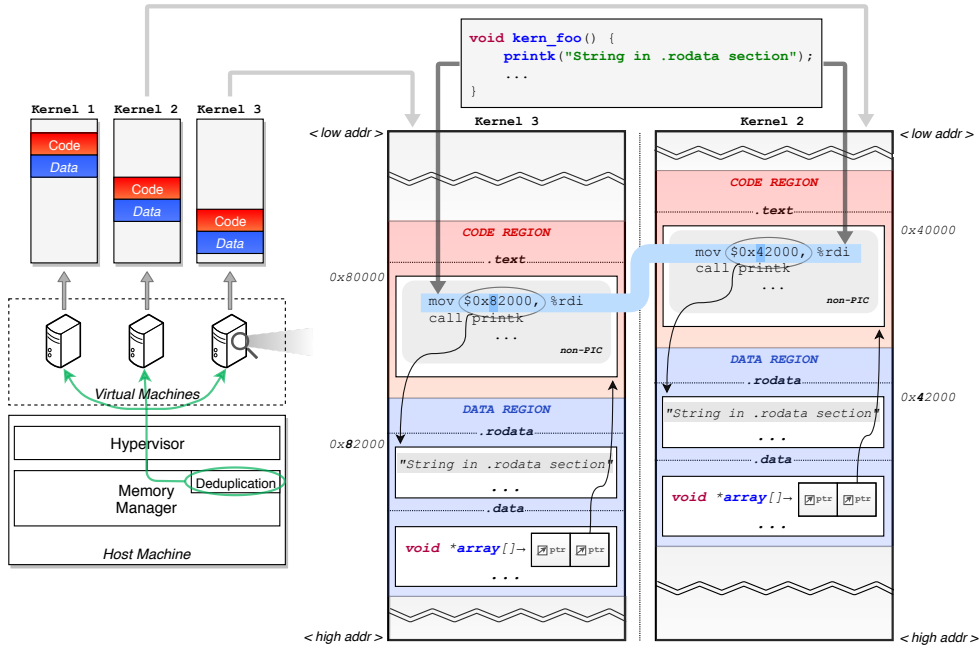 void kern_foo() {
printk("String in .rodata section");
...
}
Kernel 1
Kernel 2
Kernel 3
Code
Data
Code
Data
Code
Data
Virtual Machines
Hypervisor
Memory
Manager
Deduplication
Host Machine
Kernel 3
< low addr >
CODE REGION
.text
0x80000
mov $0x82000, %rdi
call printk
...
non-PIC
DATA REGION
.rodata
0x82000
"String in .rodata section"
...
.data
void *array[]→ ptr ptr
...
< high addr >
Kernel 2
< low addr >
CODE REGION
.text
0x40000
mov $0x42000, %rdi
call printk
...
non-PIC
DATA REGION
.rodata
0x42000
"String in .rodata section"
...
.data
void *array[]→ ptr ptr
...
< high addr >